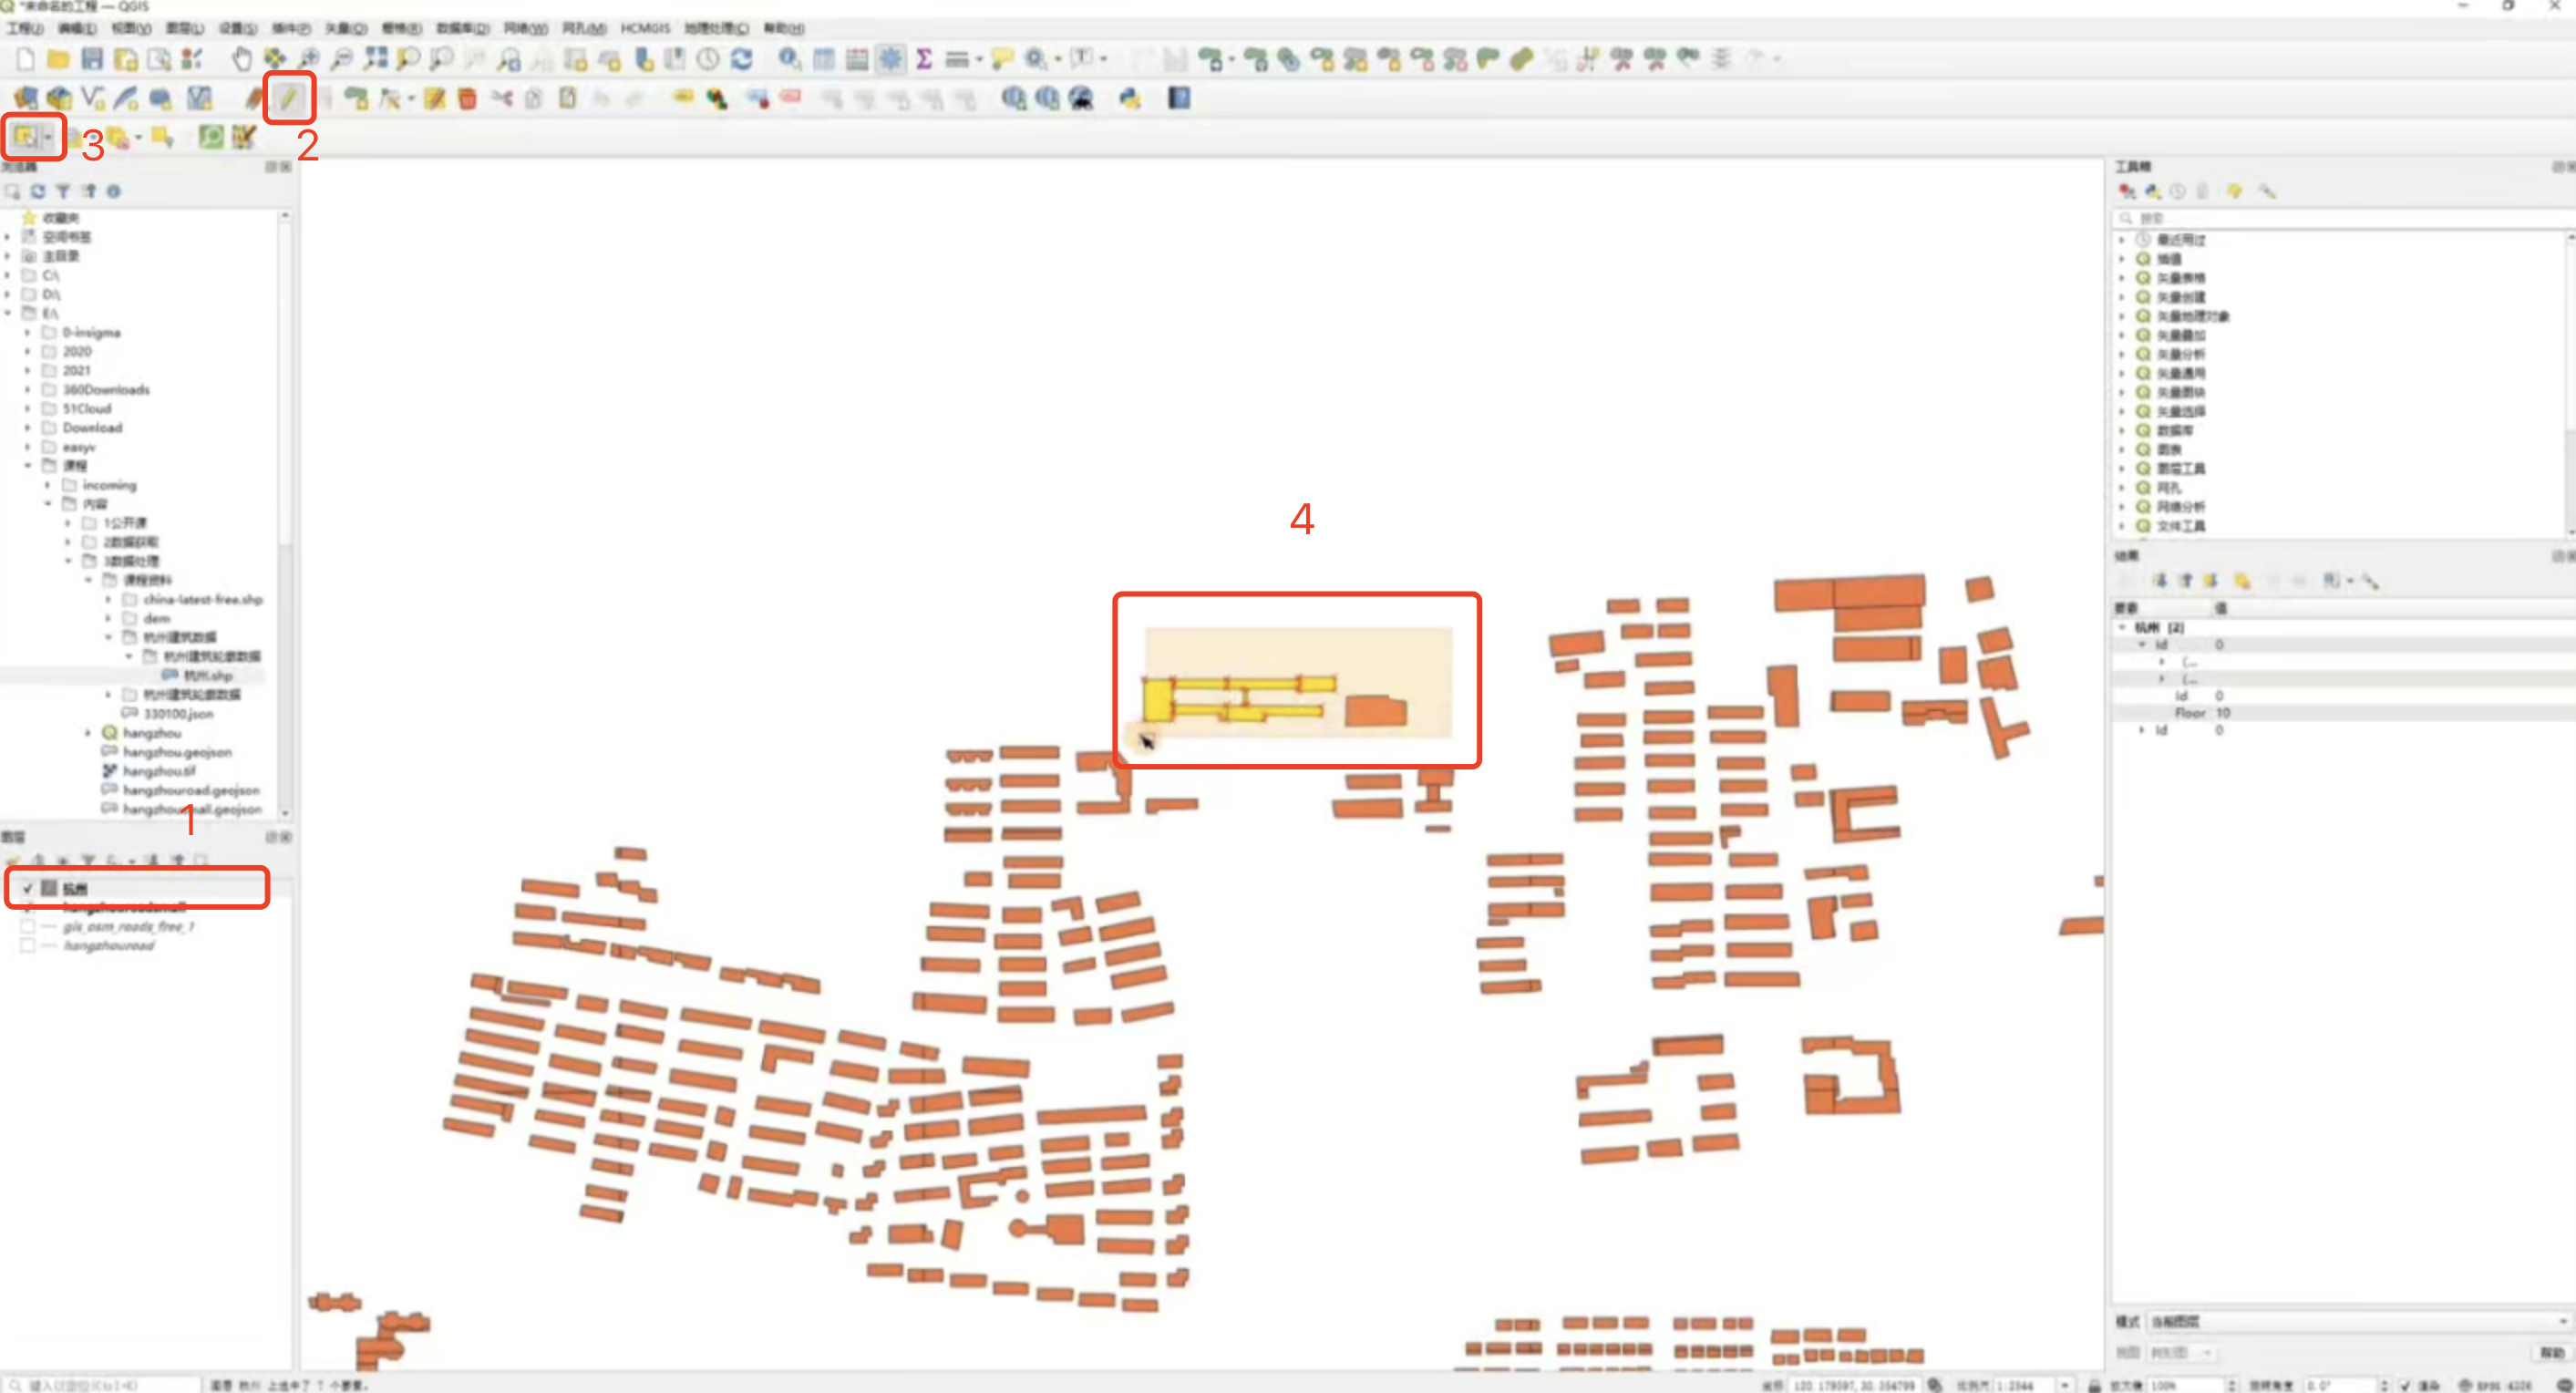 *未命名的工程 — QGIS
工程(J) 编辑(E) 视图(V) 图层(L) 设置(S) 插件(P) 矢量(O) 栅格(R) 数据库(D) 网络(W) 网孔(M) HCMGIS 地理处理(C) 帮助(H)
2
3
浏览器
收藏夹
空间书签
主目录
C:\
D:\
E:\
0-insigma
2020
2021
360Downloads
51Cloud
Download
easyv
课程
incoming
内容
1公开课
2数据获取
3数据处理
课程资料
china-latest-free.shp
dem
杭州建筑数据
杭州建筑轮廓数据
杭州.shp
杭州建筑轮廓数据
330100.json
hangzhou
hangzhou.geojson
hangzhou.tif
hangzhouroad.geojson
1
图层
杭州
gis_osm_roads_free_1
hangzhouroad
4
工具箱
搜索
最近用过
插值
矢量表格
矢量创建
矢量地理对象
矢量叠加
矢量分析
矢量通用
矢量图块
矢量选择
数据库
图表
图层工具
网孔
网络分析
文件工具
结果
要素 值
杭州 [2]
Id 0
(...
(...
Id 0
Floor 10
Id 0
模式 当前图层
视图 树形图
帮助
键入以定位(Ctrl+K)
图层 杭州 上选中了 1 个要素.
坐标 120.179597, 30.354799 比例尺 1:2344 放大镜 100% 旋转角度 0.0° 渲染 EPSG:4326